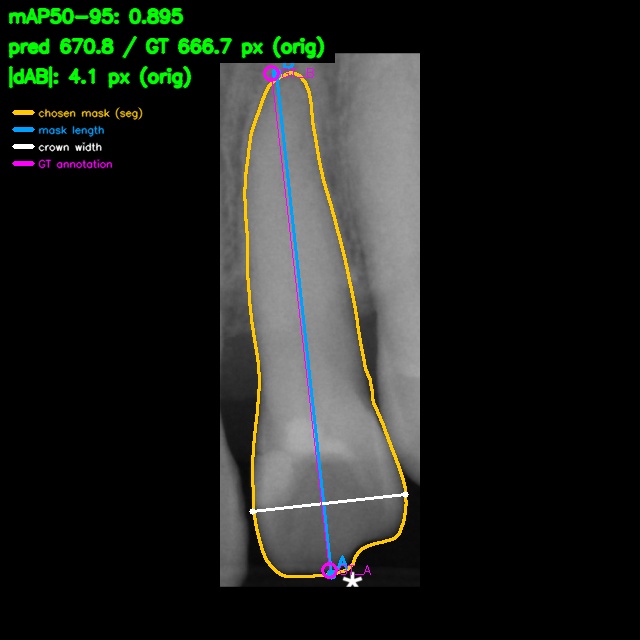 mAP50-95: 0.895
pred 670.8 / GT 666.7 px (orig)
|dAB|: 4.1 px (orig)
chosen mask (seg)
mask length
crown width
GT annotation
A